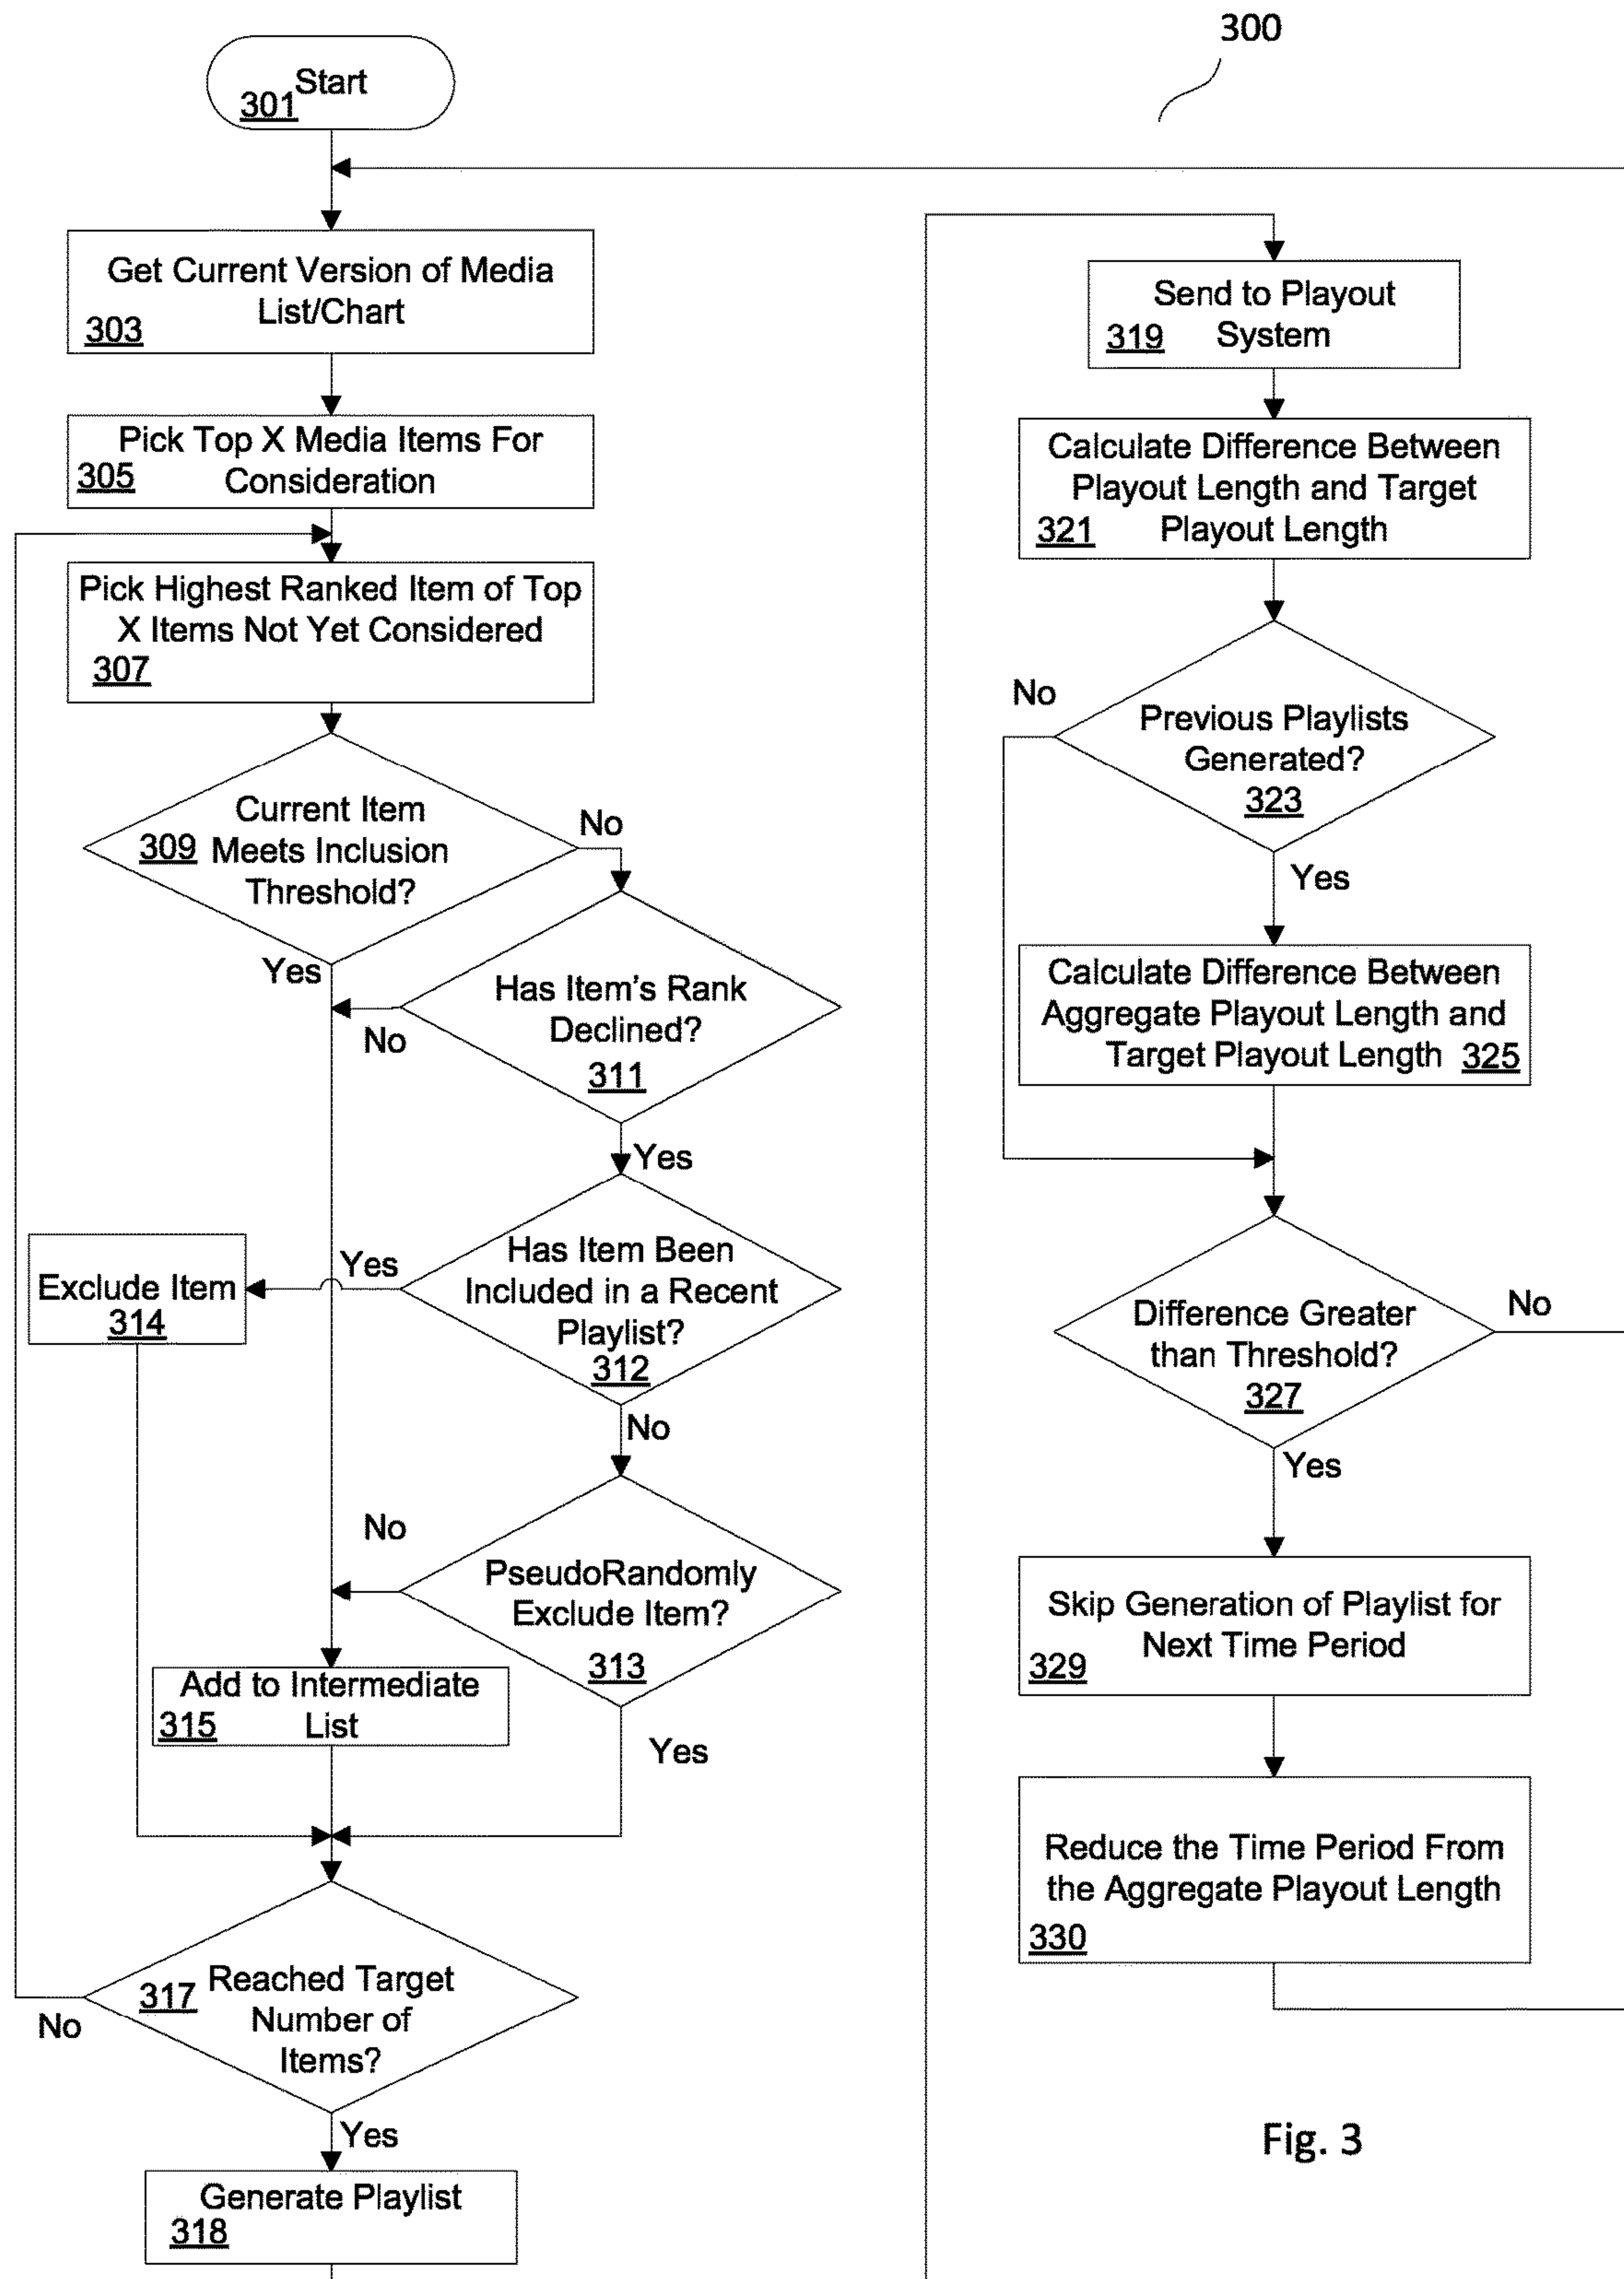 300
Start
301
Get Current Version of Media
List/Chart
303
Pick Top X Media Items For
305 Consideration
Pick Highest Ranked Item of Top
X Items Not Yet Considered
307
Current Item
309 Meets Inclusion
Threshold?
No
Yes
Has Item's Rank
Declined?
311
No
Yes
Has Item Been
Included in a Recent
Playlist?
312
Yes
Exclude Item
314
No
PseudoRandomly
Exclude Item?
313
No
Yes
Add to Intermediate
315 List
317 Reached Target
Number of
Items?
No
Yes
Generate Playlist
318
Send to Playout
319 System
Calculate Difference Between
Playout Length and Target
321 Playout Length
No
Previous Playlists
Generated?
323
Yes
Calculate Difference Between
Aggregate Playout Length and
Target Playout Length 325
Difference Greater
than Threshold?
327
No
Yes
Skip Generation of Playlist for
Next Time Period
329
Reduce the Time Period From
the Aggregate Playout Length
330
Fig. 3